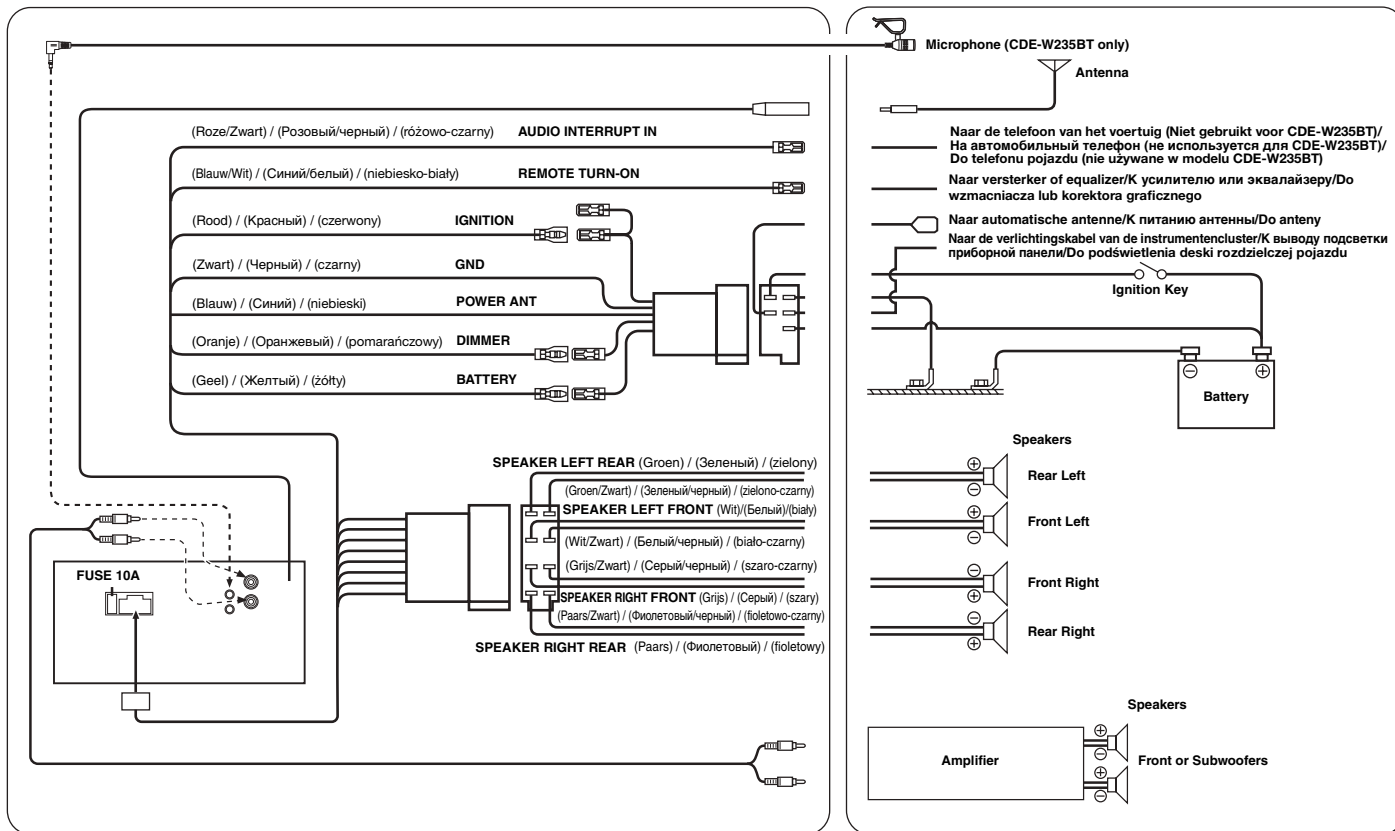 Microphone (CDE-W235BT only)
Antenna
(Roze/Zwart) / (Розовый/черный) / (różowo-czarny) AUDIO INTERRUPT IN
Naar de telefoon van het voertuig (Niet gebruikt voor CDE-W235BT)/
На автомобильный телефон (не используется для CDE-W235BT)/
Do telefonu pojazdu (nie używane w modelu CDE-W235BT)
(Blauw/Wit) / (Синий/белый) / (niebiesko-biały) REMOTE TURN-ON
Naar versterker of equalizer/К усилителю или эквалайзеру/Do
wzmacniacza lub korektora graficznego
(Rood) / (Красный) / (czerwony) IGNITION
Naar automatische antenne/К питанию антенны/Do anteny
Naar de verlichtingskabel van de instrumentencluster/К выводу подсветки
приборной панели/Do podświetlenia deski rozdzielczej pojazdu
(Zwart) / (Черный) / (czarny) GND
Ignition Key
(Blauw) / (Синий) / (niebieski) POWER ANT
(Oranje) / (Оранжевый) / (pomarańczowy) DIMMER
(Geel) / (Желтый) / (żółty) BATTERY
Battery
Speakers
SPEAKER LEFT REAR (Groen) / (Зеленый) / (zielony)
Rear Left
(Groen/Zwart) / (Зеленый/черный) / (zielono-czarny)
SPEAKER LEFT FRONT (Wit)/(Белый)/(biały)
Front Left
(Wit/Zwart) / (Белый/черный) / (biało-czarny)
(Grijs/Zwart) / (Серый/черный) / (szaro-czarny)
Front Right
FUSE 10A
SPEAKER RIGHT FRONT (Grijs) / (Серый) / (szary)
(Paars/Zwart) / (Фиолетовый/черный) / (fioletowo-czarny)
Rear Right
SPEAKER RIGHT REAR (Paars) / (Фиолетовый) / (fioletowy)
Speakers
Amplifier
Front or Subwoofers